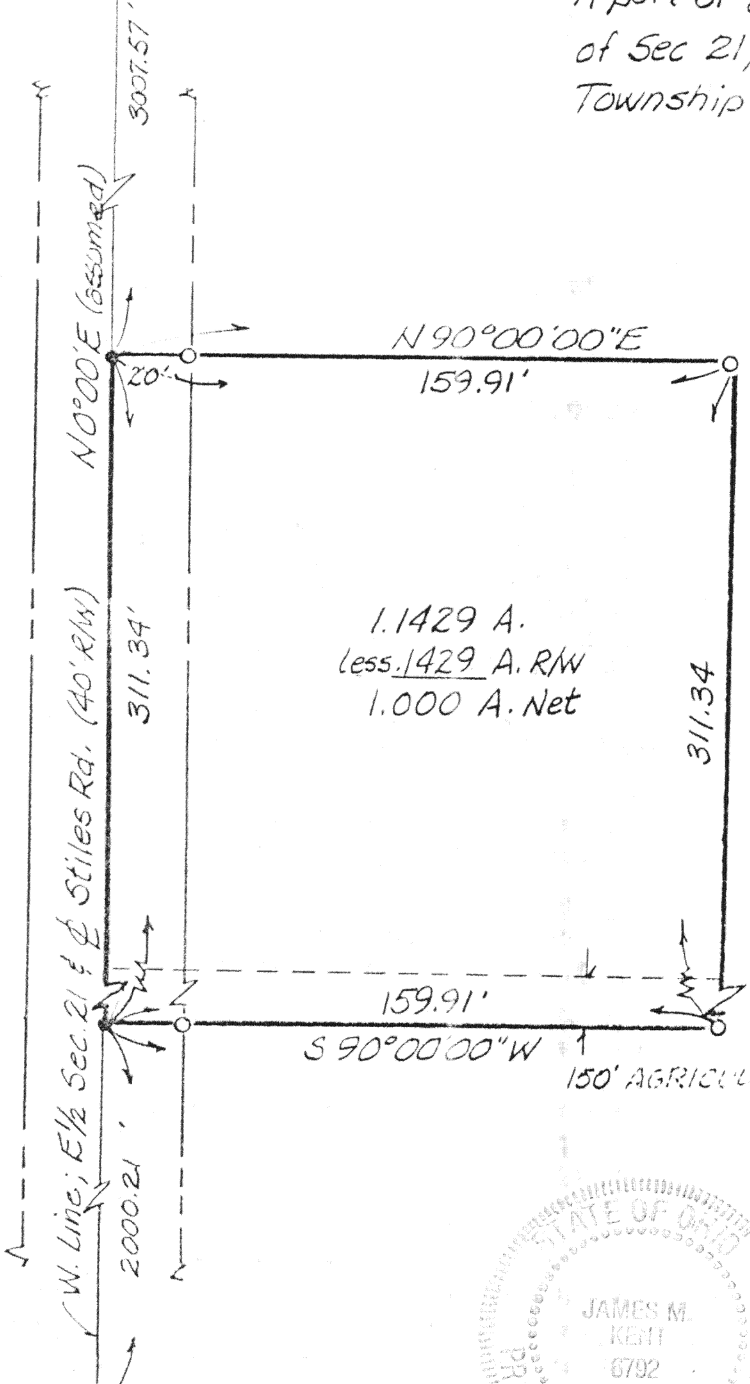 of Sec 21,
Township
3007.57'
N 0°00'E (assumed)
N 90°00'00"E
20'
159.91'
1.1429 A.
less .1429 A. R/W
1.000 A. Net
311.34'
311.34
W. Line; E½ Sec. 21 & ℄ Stiles Rd. (40' R/W)
159.91'
S 90°00'00"W
150'
2000.21'
STATE OF OHIO
JAMES M.
KENT
6792